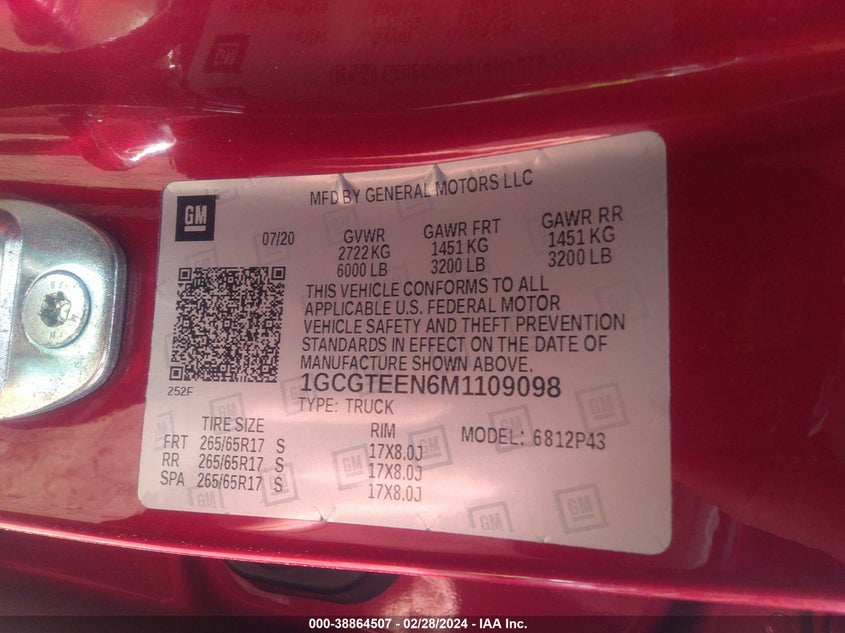 MFD BY GENERAL MOTORS LLC
GM
07/20 GVWR GAWR FRT GAWR RR
2722 KG 1451 KG 1451 KG
6000 LB 3200 LB 3200 LB
THIS VEHICLE CONFORMS TO ALL
APPLICABLE U.S. FEDERAL MOTOR
VEHICLE SAFETY AND THEFT PREVENTION
STANDARDS IN EFFECT ON THE DATE OF
MANUFACTURE SHOWN ABOVE.
252F
1GCGTEEN6M1109098
TYPE: TRUCK
TIRE SIZE RIM MODEL: 6812P43
FRT 265/65R17 S 17X8.0J
RR 265/65R17 S 17X8.0J
SPA 265/65R17 S 17X8.0J
000-38864507 - 02/28/2024 - IAA Inc.